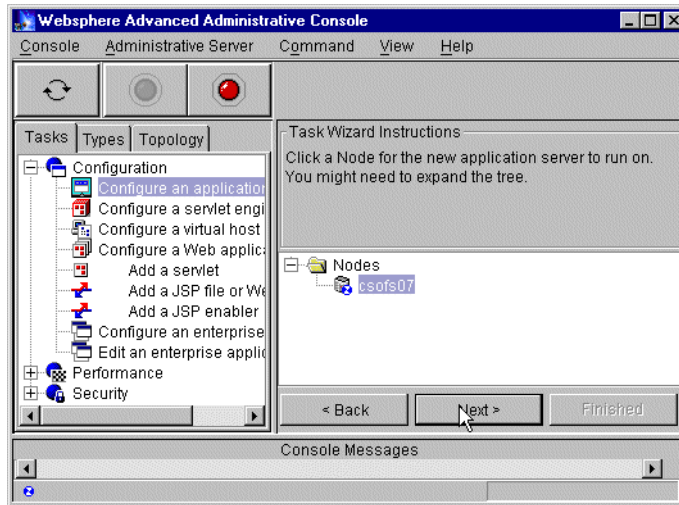 Websphere Advanced Administrative Console
Console Administrative Server Command View Help
Tasks Types Topology
Configuration
Configure an application
Configure a servlet engi
Configure a virtual host
Configure a Web applic
Add a servlet
Add a JSP file or We
Add a JSP enabler
Configure an enterprise
Edit an enterprise applic
Performance
Security
Task Wizard Instructions
Click a Node for the new application server to run on.
You might need to expand the tree.
Nodes
csofs07
< Back Next > Finished
Console Messages